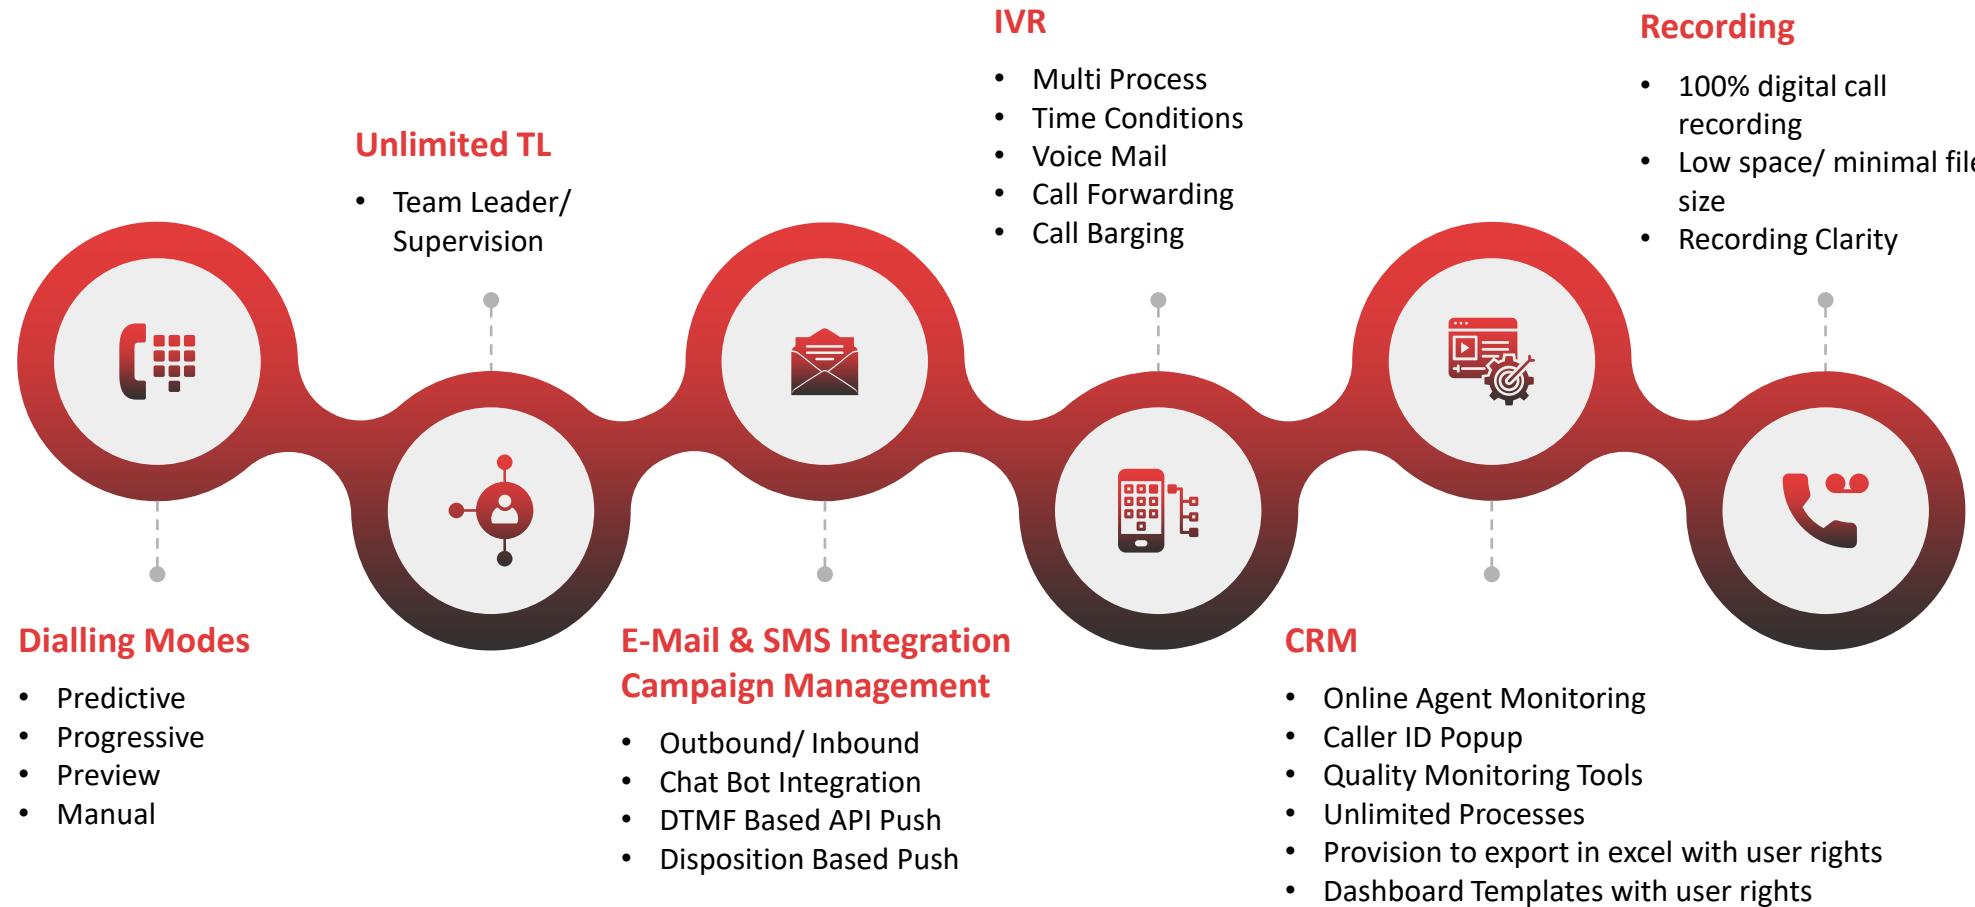 Dialling Modes
• Predictive
• Progressive
• Preview
• Manual
Unlimited TL
• Team Leader/
Supervision
E-Mail & SMS Integration
Campaign Management
• Outbound/ Inbound
• Chat Bot Integration
• DTMF Based API Push
• Disposition Based Push
IVR
• Multi Process
• Time Conditions
• Voice Mail
• Call Forwarding
• Call Barging
CRM
• Online Agent Monitoring
• Caller ID Popup
• Quality Monitoring Tools
• Unlimited Processes
• Provision to export in excel with user rights
• Dashboard Templates with user rights
Recording
• 100% digital call
recording
• Low space/ minimal file
size
• Recording Clarity